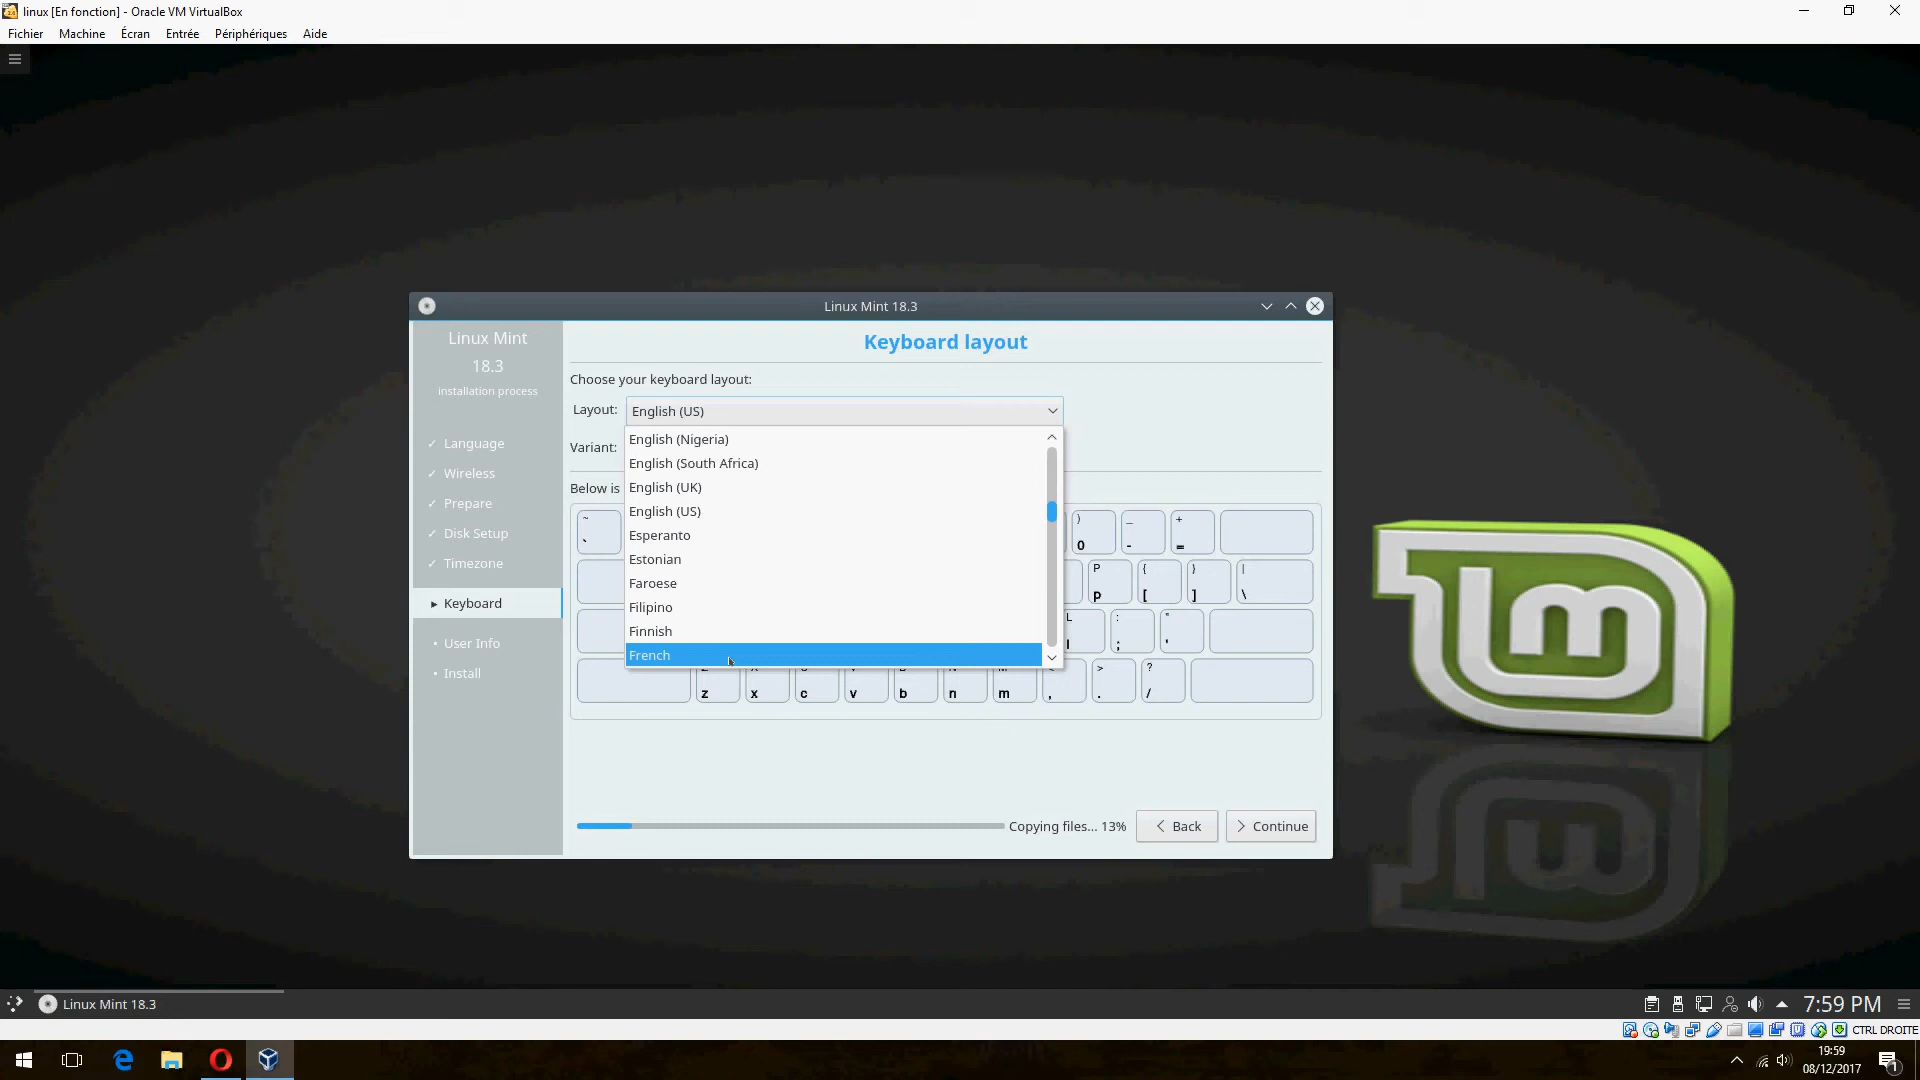 linux [En fonction] - Oracle VM VirtualBox
Fichier Machine Écran Entrée Périphériques Aide
Linux Mint 18.3
Linux Mint
18.3
installation process
✓ Language
✓ Wireless
✓ Prepare
✓ Disk Setup
✓ Timezone
▸ Keyboard
• User Info
• Install
Keyboard layout
Choose your keyboard layout:
Layout: English (US)
Variant:
English (Nigeria)
English (South Africa)
English (UK)
English (US)
Esperanto
Estonian
Faroese
Filipino
Finnish
French
Below is
~ ) _ +
` 0 - =
P { } |
p [ ] \
L : "
l ; '
> ?
z x c v b n m , . /
Copying files... 13%
< Back
> Continue
Linux Mint 18.3
7:59 PM
CTRL DROITE
19:59
08/12/2017
1